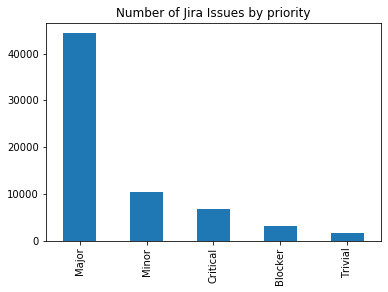 Number of Jira Issues by priority
40000
30000
20000
10000
0
Major
Minor
Critical
Blocker
Trivial